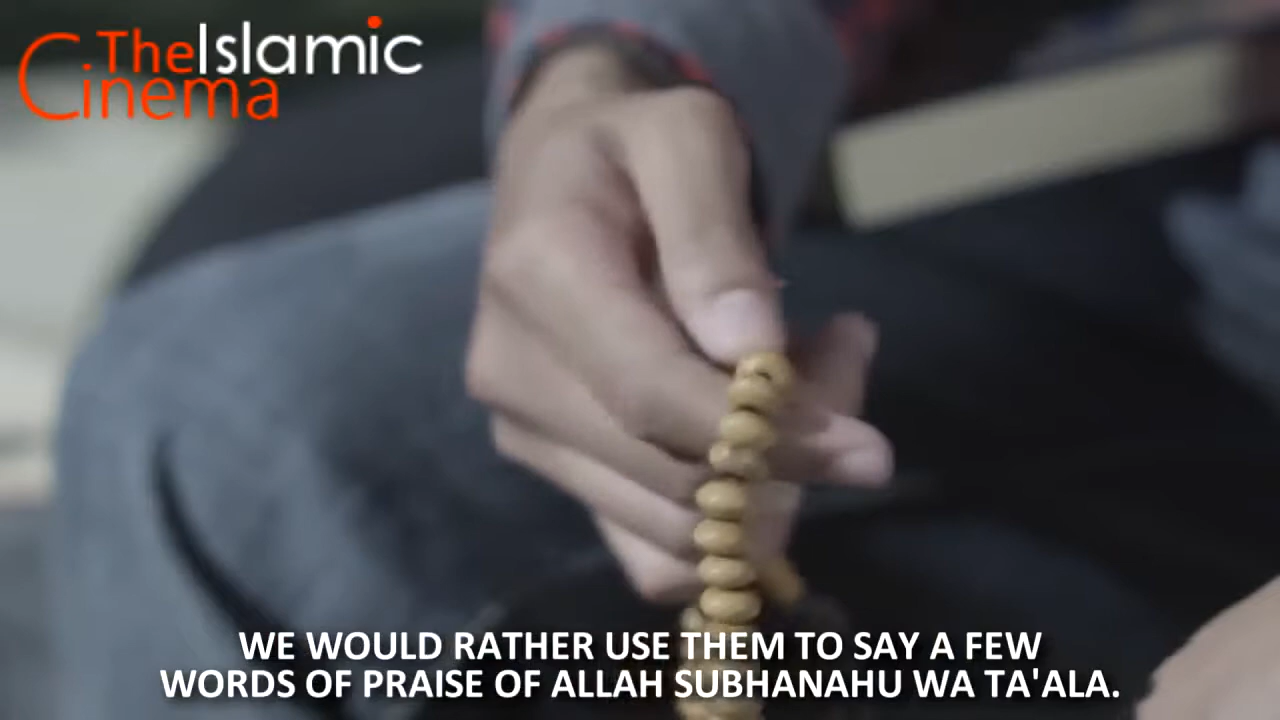 TheIslamic
Cinema
WE WOULD RATHER USE THEM TO SAY A FEW
WORDS OF PRAISE OF ALLAH SUBHANAHU WA TA'ALA.